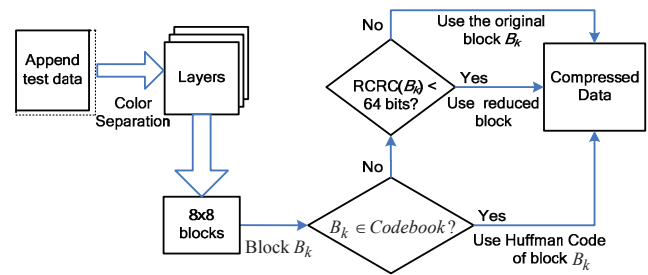 Append
test data
Color
Separation
Layers
8x8
blocks
Block Bk
Bk ∈ Codebook?
No
Yes
Use Huffman Code
of block Bk
RCRC(Bk) <
64 bits?
No
Use the original
block Bk
Yes
Use reduced
block
Compressed
Data